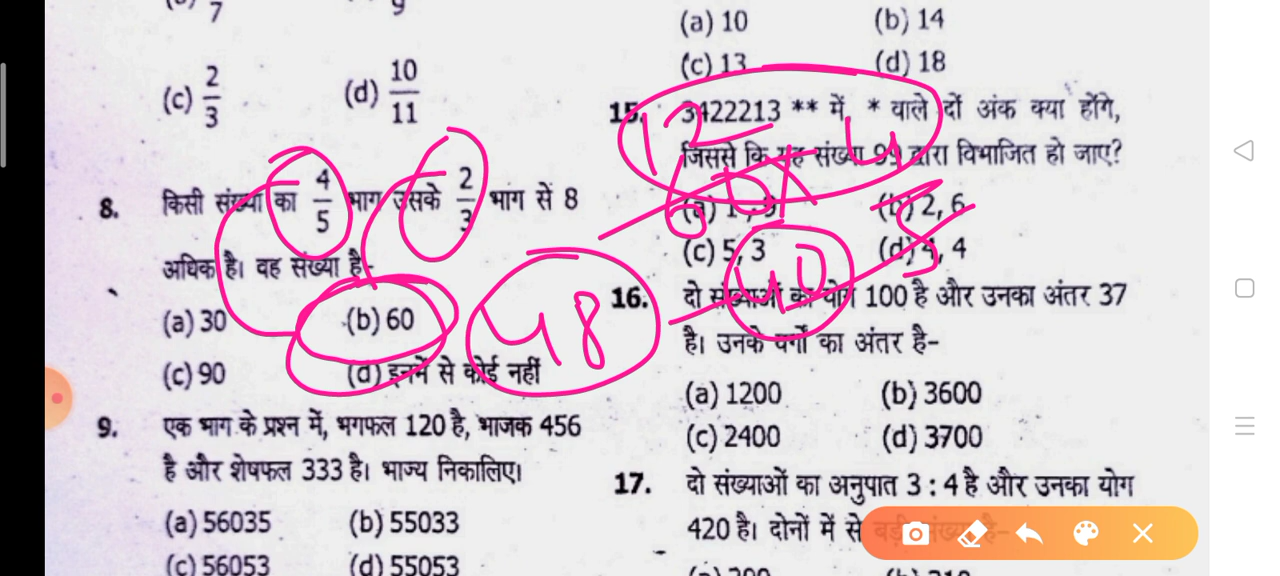 7
9
(c) 2/3
(d) 10/11
8. किसी संख्या का 4/5 भाग उसके 2/3 भाग से 8
अधिक है। वह संख्या है-
(a) 30
(b) 60
(c) 90
(d) इनमें से कोई नहीं
9. एक भाग के प्रश्न में, भगफल 120 है, भाजक 456
है और शेषफल 333 है। भाज्य निकालिए।
(a) 56035
(b) 55033
(c) 56053
(d) 55053
(a) 10
(b) 14
(c) 13
(d) 18
15. 3422213 ** में, * वाले दों अंक क्या होंगे,
जिससे कि यह संख्या 99 द्वारा विभाजित हो जाए?
(b) 2, 6
(c) 5, 3
(d) 4, 4
16. दो संख्याओं का योग 100 है और उनका अंतर 37
है। उनके वर्गों का अंतर है-
(a) 1200
(b) 3600
(c) 2400
(d) 3700
17. दो संख्याओं का अनुपात 3 : 4 है और उनका योग
420 है। दोनों में से
48
12
40